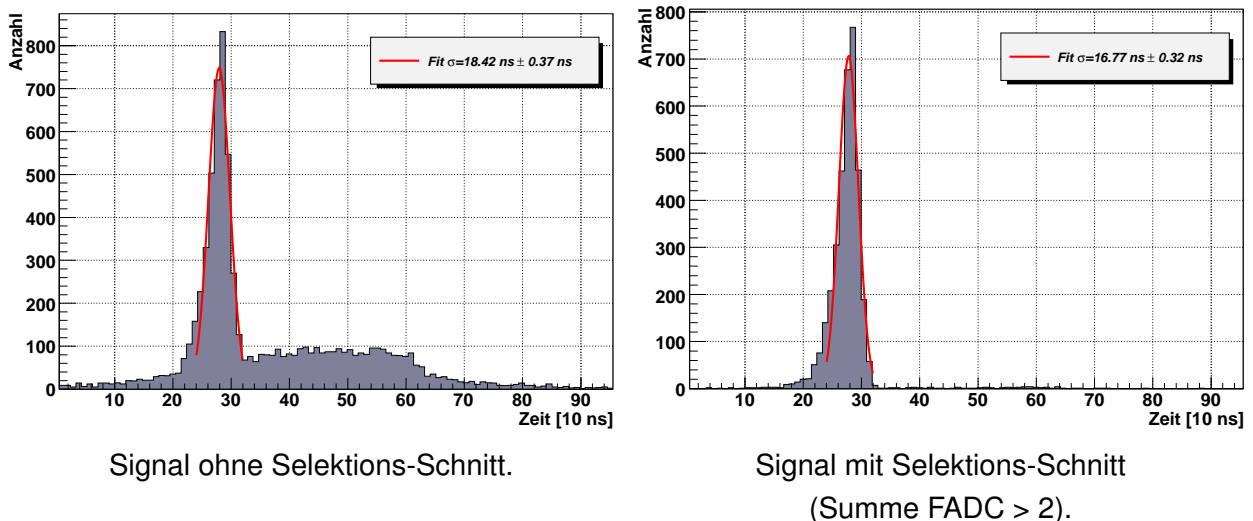 Anzahl
800
700
600
500
400
300
200
100
0
Fit σ=18.42 ns ± 0.37 ns
10 20 30 40 50 60 70 80 90
Zeit [10 ns]
Signal ohne Selektions-Schnitt.
Anzahl
800
700
600
500
400
300
200
100
0
Fit σ=16.77 ns ± 0.32 ns
10 20 30 40 50 60 70 80 90
Zeit [10 ns]
Signal mit Selektions-Schnitt
(Summe FADC > 2).